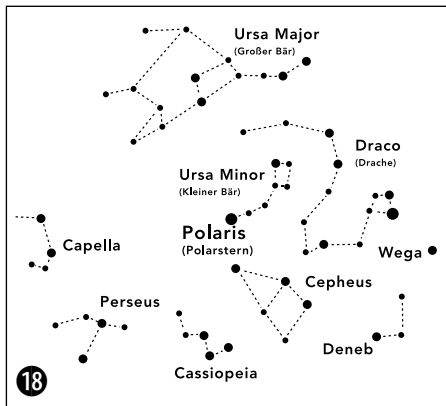 Ursa Major
(Großer Bär)
Draco
(Drache)
Ursa Minor
(Kleiner Bär)
Polaris
(Polarstern)
Capella
Wega
Cepheus
Perseus
Cassiopeia
Deneb
18